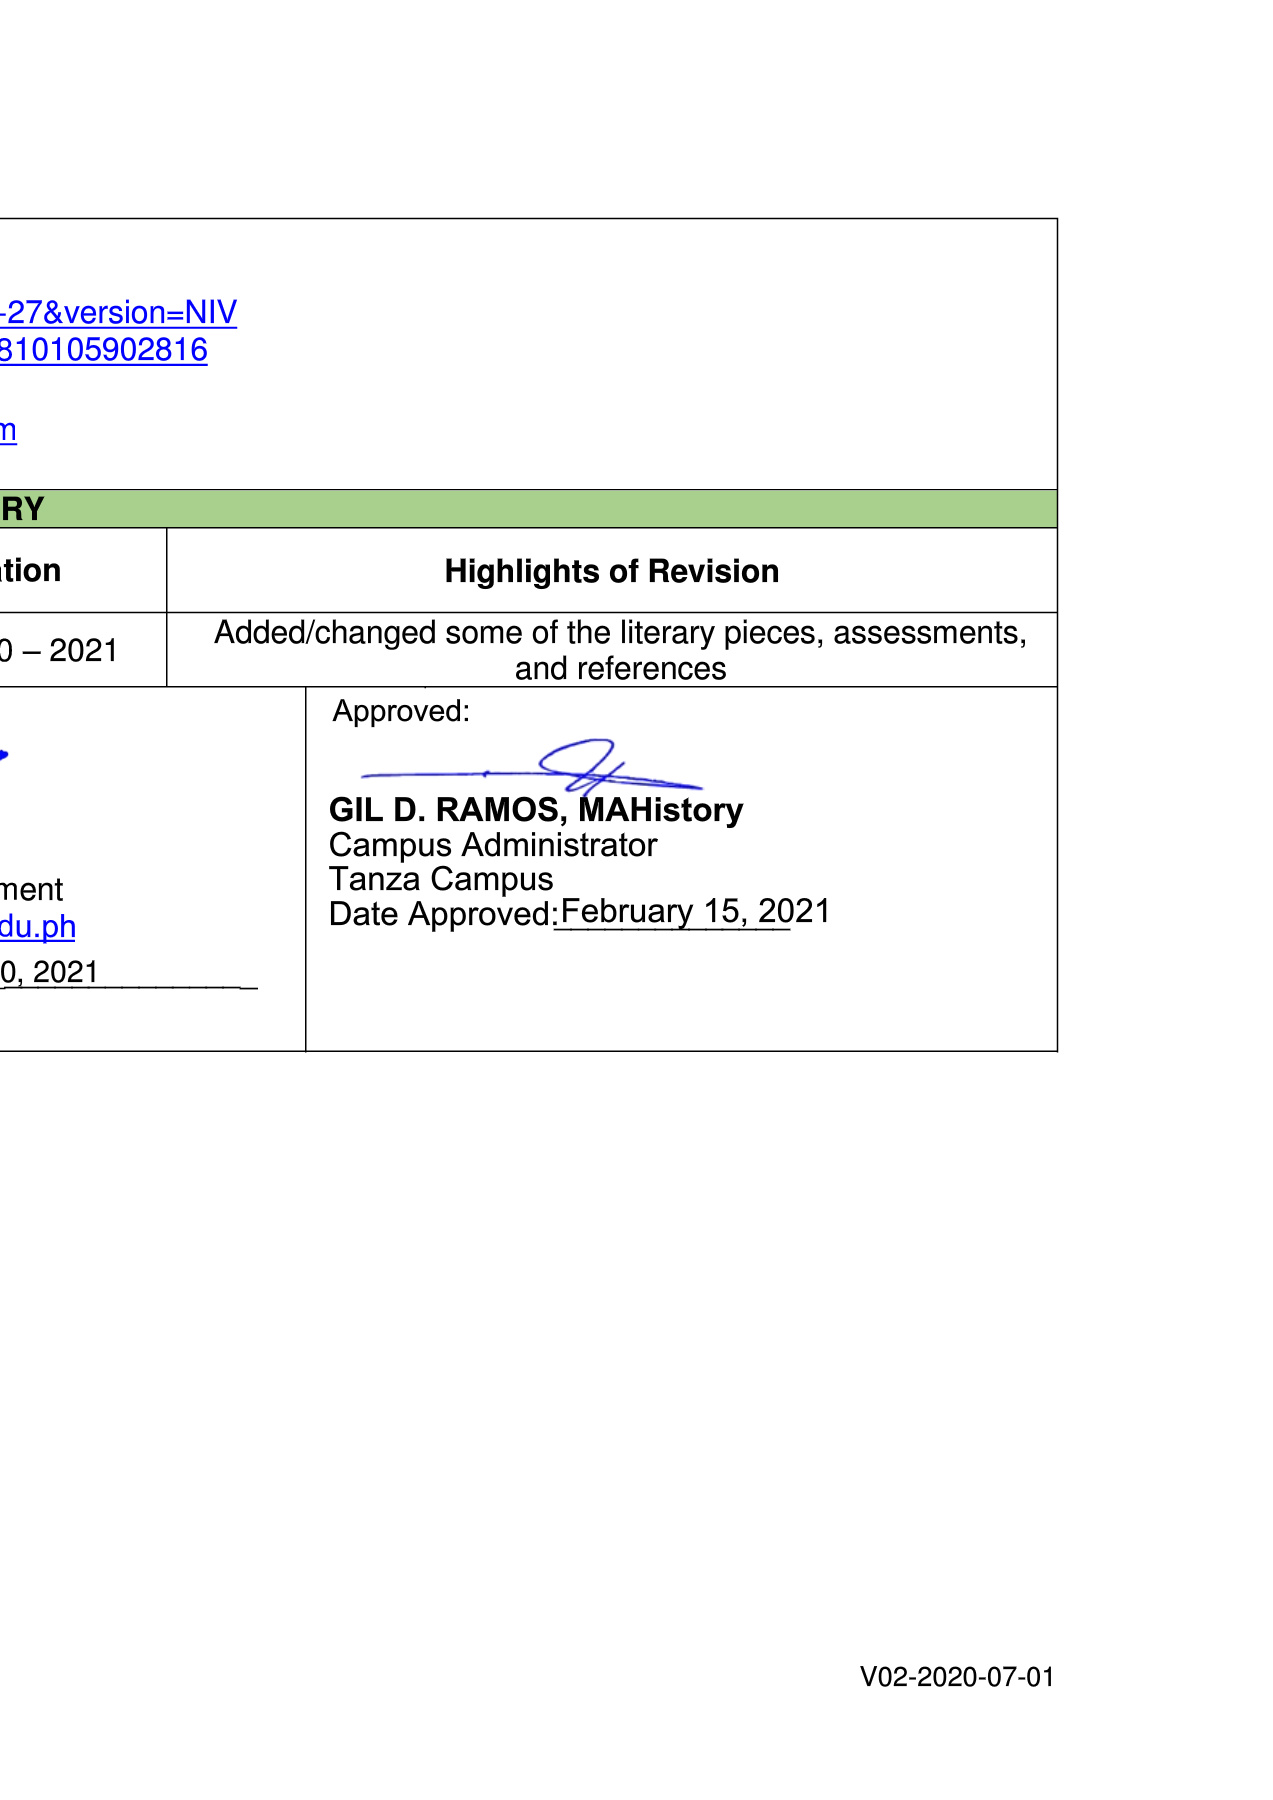 -27&version=NIV
810105902816
m
RY
ation
Highlights of Revision
0 – 2021
Added/changed some of the literary pieces, assessments,
and references
ment
du.ph
0, 2021
Approved:
GIL D. RAMOS, MAHistory
Campus Administrator
Tanza Campus
Date Approved: February 15, 2021
V02-2020-07-01